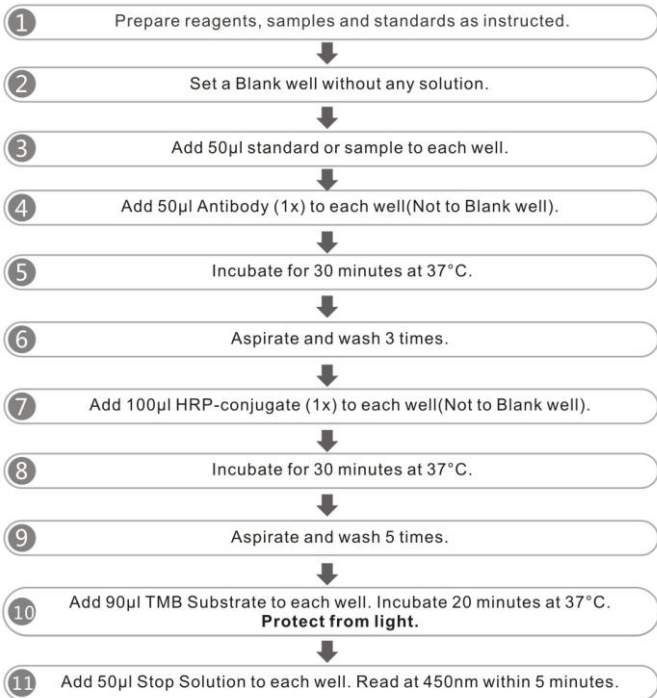 1 Prepare reagents, samples and standards as instructed.
2 Set a Blank well without any solution.
3 Add 50μl standard or sample to each well.
4 Add 50μl Antibody (1x) to each well(Not to Blank well).
5 Incubate for 30 minutes at 37°C.
6 Aspirate and wash 3 times.
7 Add 100μl HRP-conjugate (1x) to each well(Not to Blank well).
8 Incubate for 30 minutes at 37°C.
9 Aspirate and wash 5 times.
10 Add 90μl TMB Substrate to each well. Incubate 20 minutes at 37°C.
Protect from light.
11 Add 50μl Stop Solution to each well. Read at 450nm within 5 minutes.